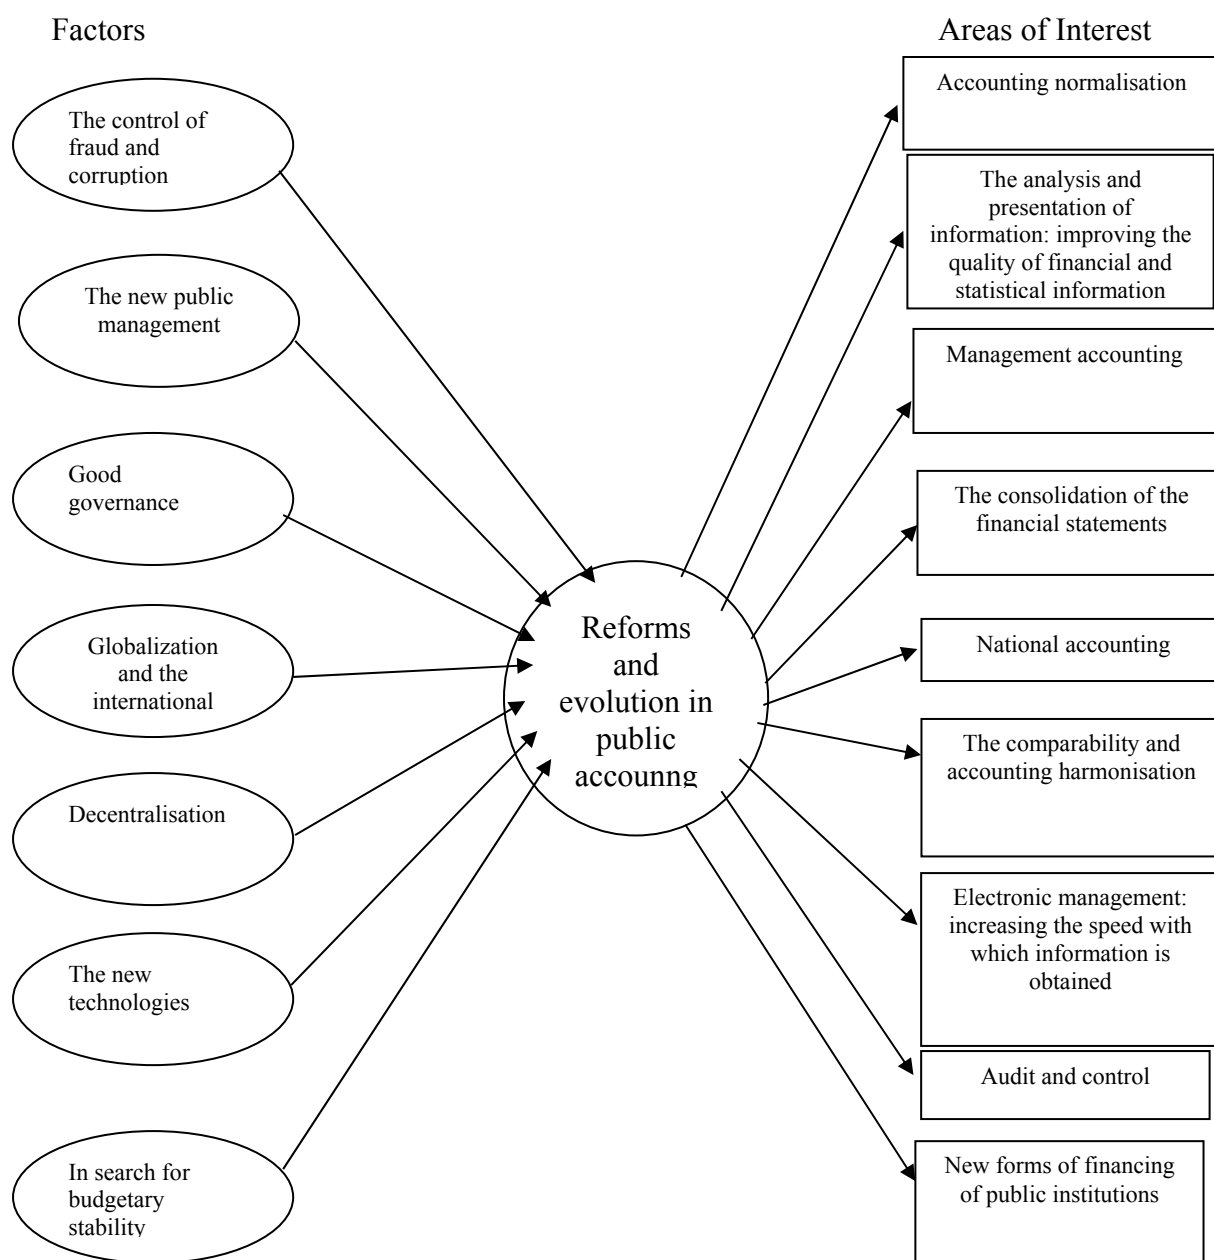 Factors
The control of
fraud and
corruption
The new public
management
Good
governance
Globalization
and the
international
Decentralisation
The new
technologies
In search for
budgetary
stability
Reforms
and
evolution in
public
accounng
Areas of Interest
Accounting normalisation
The analysis and
presentation of
information: improving the
quality of financial and
statistical information
Management accounting
The consolidation of the
financial statements
National accounting
The comparability and
accounting harmonisation
Electronic management:
increasing the speed with
which information is
obtained
Audit and control
New forms of financing
of public institutions